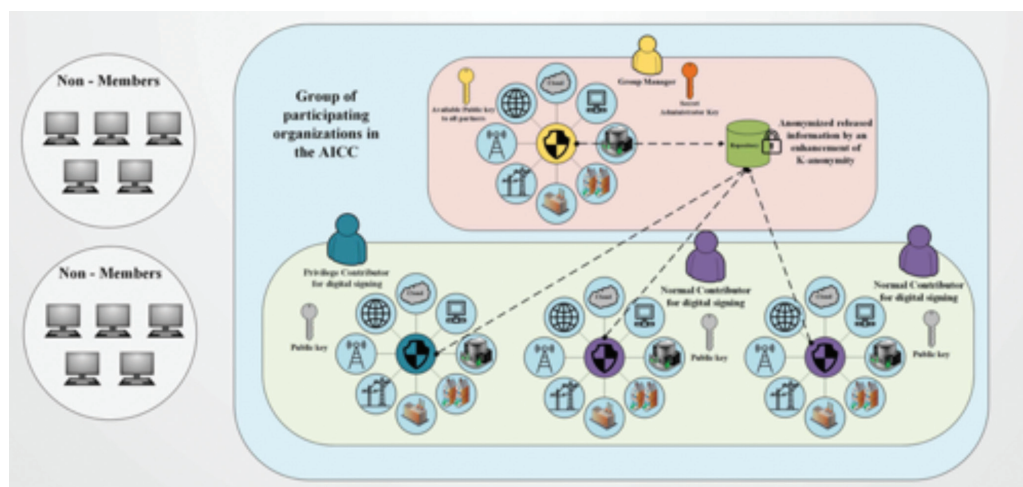 Non - Members
Non - Members
Group of
participating
organizations in
the AICC
Group Manager
Available Public key
to all partners
Cloud
Secret
Administrator Key
Repository
Anonymized released
information by an
enhancement of
K-anonymity
Privilege Contributor
for digital signing
Public key
Cloud
Normal Contributor
for digital signing
Public key
Cloud
Normal Contributor
for digital signing
Public key
Cloud